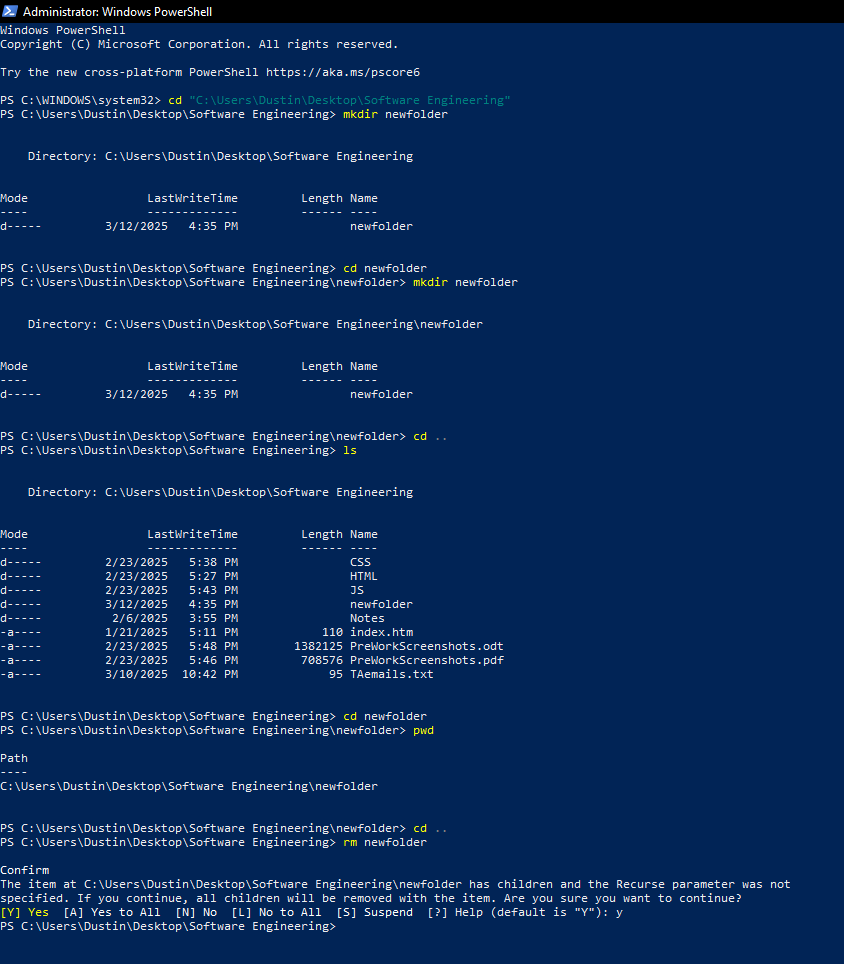 Administrator: Windows PowerShell
Windows PowerShell
Copyright (C) Microsoft Corporation. All rights reserved.
Try the new cross-platform PowerShell https://aka.ms/pscore6
PS C:\WINDOWS\system32> cd "C:\Users\Dustin\Desktop\Software Engineering"
PS C:\Users\Dustin\Desktop\Software Engineering> mkdir newfolder
    Directory: C:\Users\Dustin\Desktop\Software Engineering
Mode                 LastWriteTime         Length Name
----                 -------------         ------ ----
d-----         3/12/2025   4:35 PM                newfolder
PS C:\Users\Dustin\Desktop\Software Engineering> cd newfolder
PS C:\Users\Dustin\Desktop\Software Engineering\newfolder> mkdir newfolder
    Directory: C:\Users\Dustin\Desktop\Software Engineering\newfolder
Mode                 LastWriteTime         Length Name
----                 -------------         ------ ----
d-----         3/12/2025   4:35 PM                newfolder
PS C:\Users\Dustin\Desktop\Software Engineering\newfolder> cd ..
PS C:\Users\Dustin\Desktop\Software Engineering> ls
    Directory: C:\Users\Dustin\Desktop\Software Engineering
Mode                 LastWriteTime         Length Name
----                 -------------         ------ ----
d-----         2/23/2025   5:38 PM                CSS
d-----         2/23/2025   5:27 PM                HTML
d-----         2/23/2025   5:43 PM                JS
d-----         3/12/2025   4:35 PM                newfolder
d-----          2/6/2025   3:55 PM                Notes
-a----         1/21/2025   5:11 PM            110 index.htm
-a----         2/23/2025   5:48 PM        1382125 PreWorkScreenshots.odt
-a----         2/23/2025   5:46 PM         708576 PreWorkScreenshots.pdf
-a----         3/10/2025  10:42 PM             95 TAemails.txt
PS C:\Users\Dustin\Desktop\Software Engineering> cd newfolder
PS C:\Users\Dustin\Desktop\Software Engineering\newfolder> pwd
Path
----
C:\Users\Dustin\Desktop\Software Engineering\newfolder
PS C:\Users\Dustin\Desktop\Software Engineering\newfolder> cd ..
PS C:\Users\Dustin\Desktop\Software Engineering> rm newfolder
Confirm
The item at C:\Users\Dustin\Desktop\Software Engineering\newfolder has children and the Recurse parameter was not
specified. If you continue, all children will be removed with the item. Are you sure you want to continue?
[Y] Yes  [A] Yes to All  [N] No  [L] No to All  [S] Suspend  [?] Help (default is "Y"): y
PS C:\Users\Dustin\Desktop\Software Engineering>